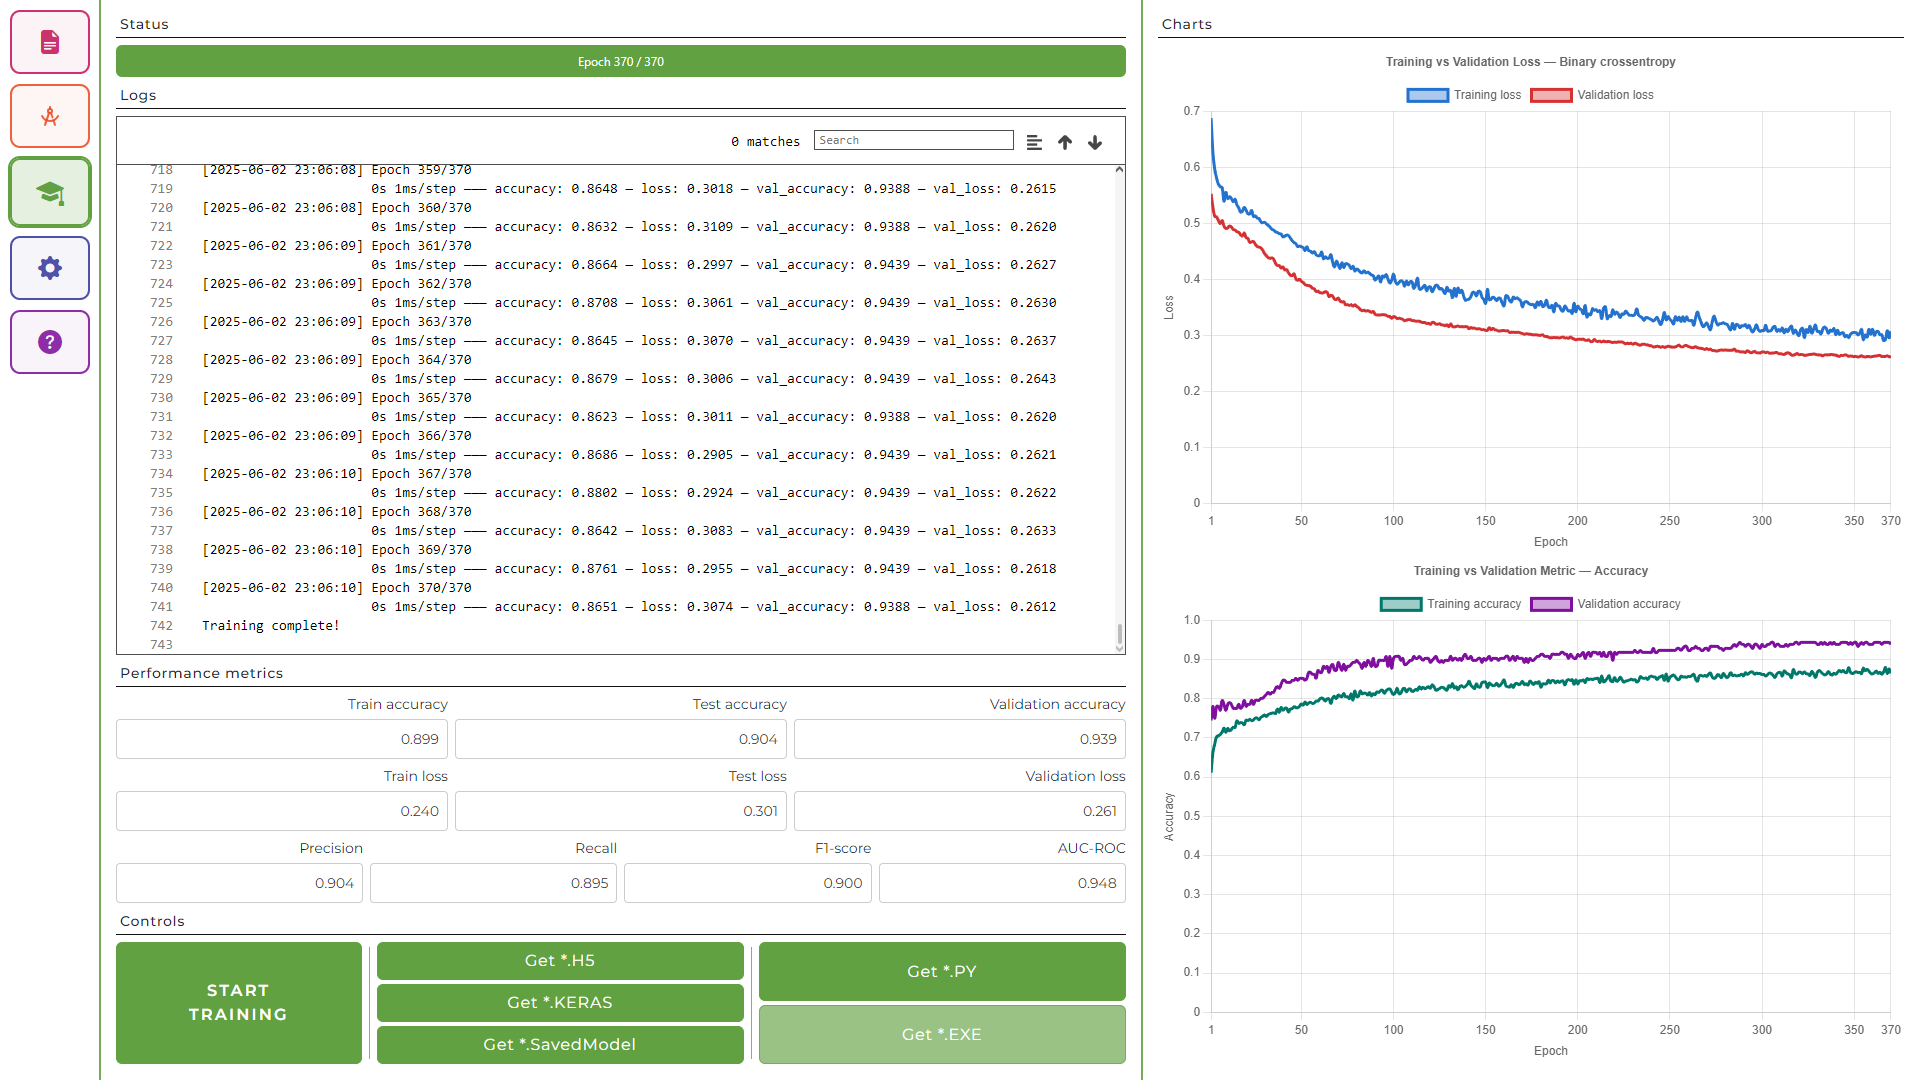 Status
Epoch 370 / 370
Logs
0 matches Search
718 [2025-06-02 23:06:08] Epoch 359/370
719 0s 1ms/step ─── accuracy: 0.8648 — loss: 0.3018 — val_accuracy: 0.9388 — val_loss: 0.2615
720 [2025-06-02 23:06:08] Epoch 360/370
721 0s 1ms/step ─── accuracy: 0.8632 — loss: 0.3109 — val_accuracy: 0.9388 — val_loss: 0.2620
722 [2025-06-02 23:06:09] Epoch 361/370
723 0s 1ms/step ─── accuracy: 0.8664 — loss: 0.2997 — val_accuracy: 0.9439 — val_loss: 0.2627
724 [2025-06-02 23:06:09] Epoch 362/370
725 0s 1ms/step ─── accuracy: 0.8708 — loss: 0.3061 — val_accuracy: 0.9439 — val_loss: 0.2630
726 [2025-06-02 23:06:09] Epoch 363/370
727 0s 1ms/step ─── accuracy: 0.8645 — loss: 0.3070 — val_accuracy: 0.9439 — val_loss: 0.2637
728 [2025-06-02 23:06:09] Epoch 364/370
729 0s 1ms/step ─── accuracy: 0.8679 — loss: 0.3006 — val_accuracy: 0.9439 — val_loss: 0.2643
730 [2025-06-02 23:06:09] Epoch 365/370
731 0s 1ms/step ─── accuracy: 0.8623 — loss: 0.3011 — val_accuracy: 0.9388 — val_loss: 0.2620
732 [2025-06-02 23:06:09] Epoch 366/370
733 0s 1ms/step ─── accuracy: 0.8686 — loss: 0.2905 — val_accuracy: 0.9439 — val_loss: 0.2621
734 [2025-06-02 23:06:10] Epoch 367/370
735 0s 1ms/step ─── accuracy: 0.8802 — loss: 0.2924 — val_accuracy: 0.9439 — val_loss: 0.2622
736 [2025-06-02 23:06:10] Epoch 368/370
737 0s 1ms/step ─── accuracy: 0.8642 — loss: 0.3083 — val_accuracy: 0.9439 — val_loss: 0.2633
738 [2025-06-02 23:06:10] Epoch 369/370
739 0s 1ms/step ─── accuracy: 0.8761 — loss: 0.2955 — val_accuracy: 0.9439 — val_loss: 0.2618
740 [2025-06-02 23:06:10] Epoch 370/370
741 0s 1ms/step ─── accuracy: 0.8651 — loss: 0.3074 — val_accuracy: 0.9388 — val_loss: 0.2612
742 Training complete!
743
Performance metrics
Train accuracy Test accuracy Validation accuracy
0.899 0.904 0.939
Train loss Test loss Validation loss
0.240 0.301 0.261
Precision Recall F1-score AUC-ROC
0.904 0.895 0.900 0.948
Controls
START
TRAINING
Get *.H5
Get *.KERAS
Get *.SavedModel
Get *.PY
Get *.EXE
Charts
Training vs Validation Loss — Binary crossentropy
Training loss Validation loss
0.7
0.6
0.5
0.4
0.3
0.2
0.1
0
Loss
1 50 100 150 200 250 300 350 370
Epoch
Training vs Validation Metric — Accuracy
Training accuracy Validation accuracy
1.0
0.9
0.8
0.7
0.6
0.5
0.4
0.3
0.2
0.1
0
Accuracy
1 50 100 150 200 250 300 350 370
Epoch